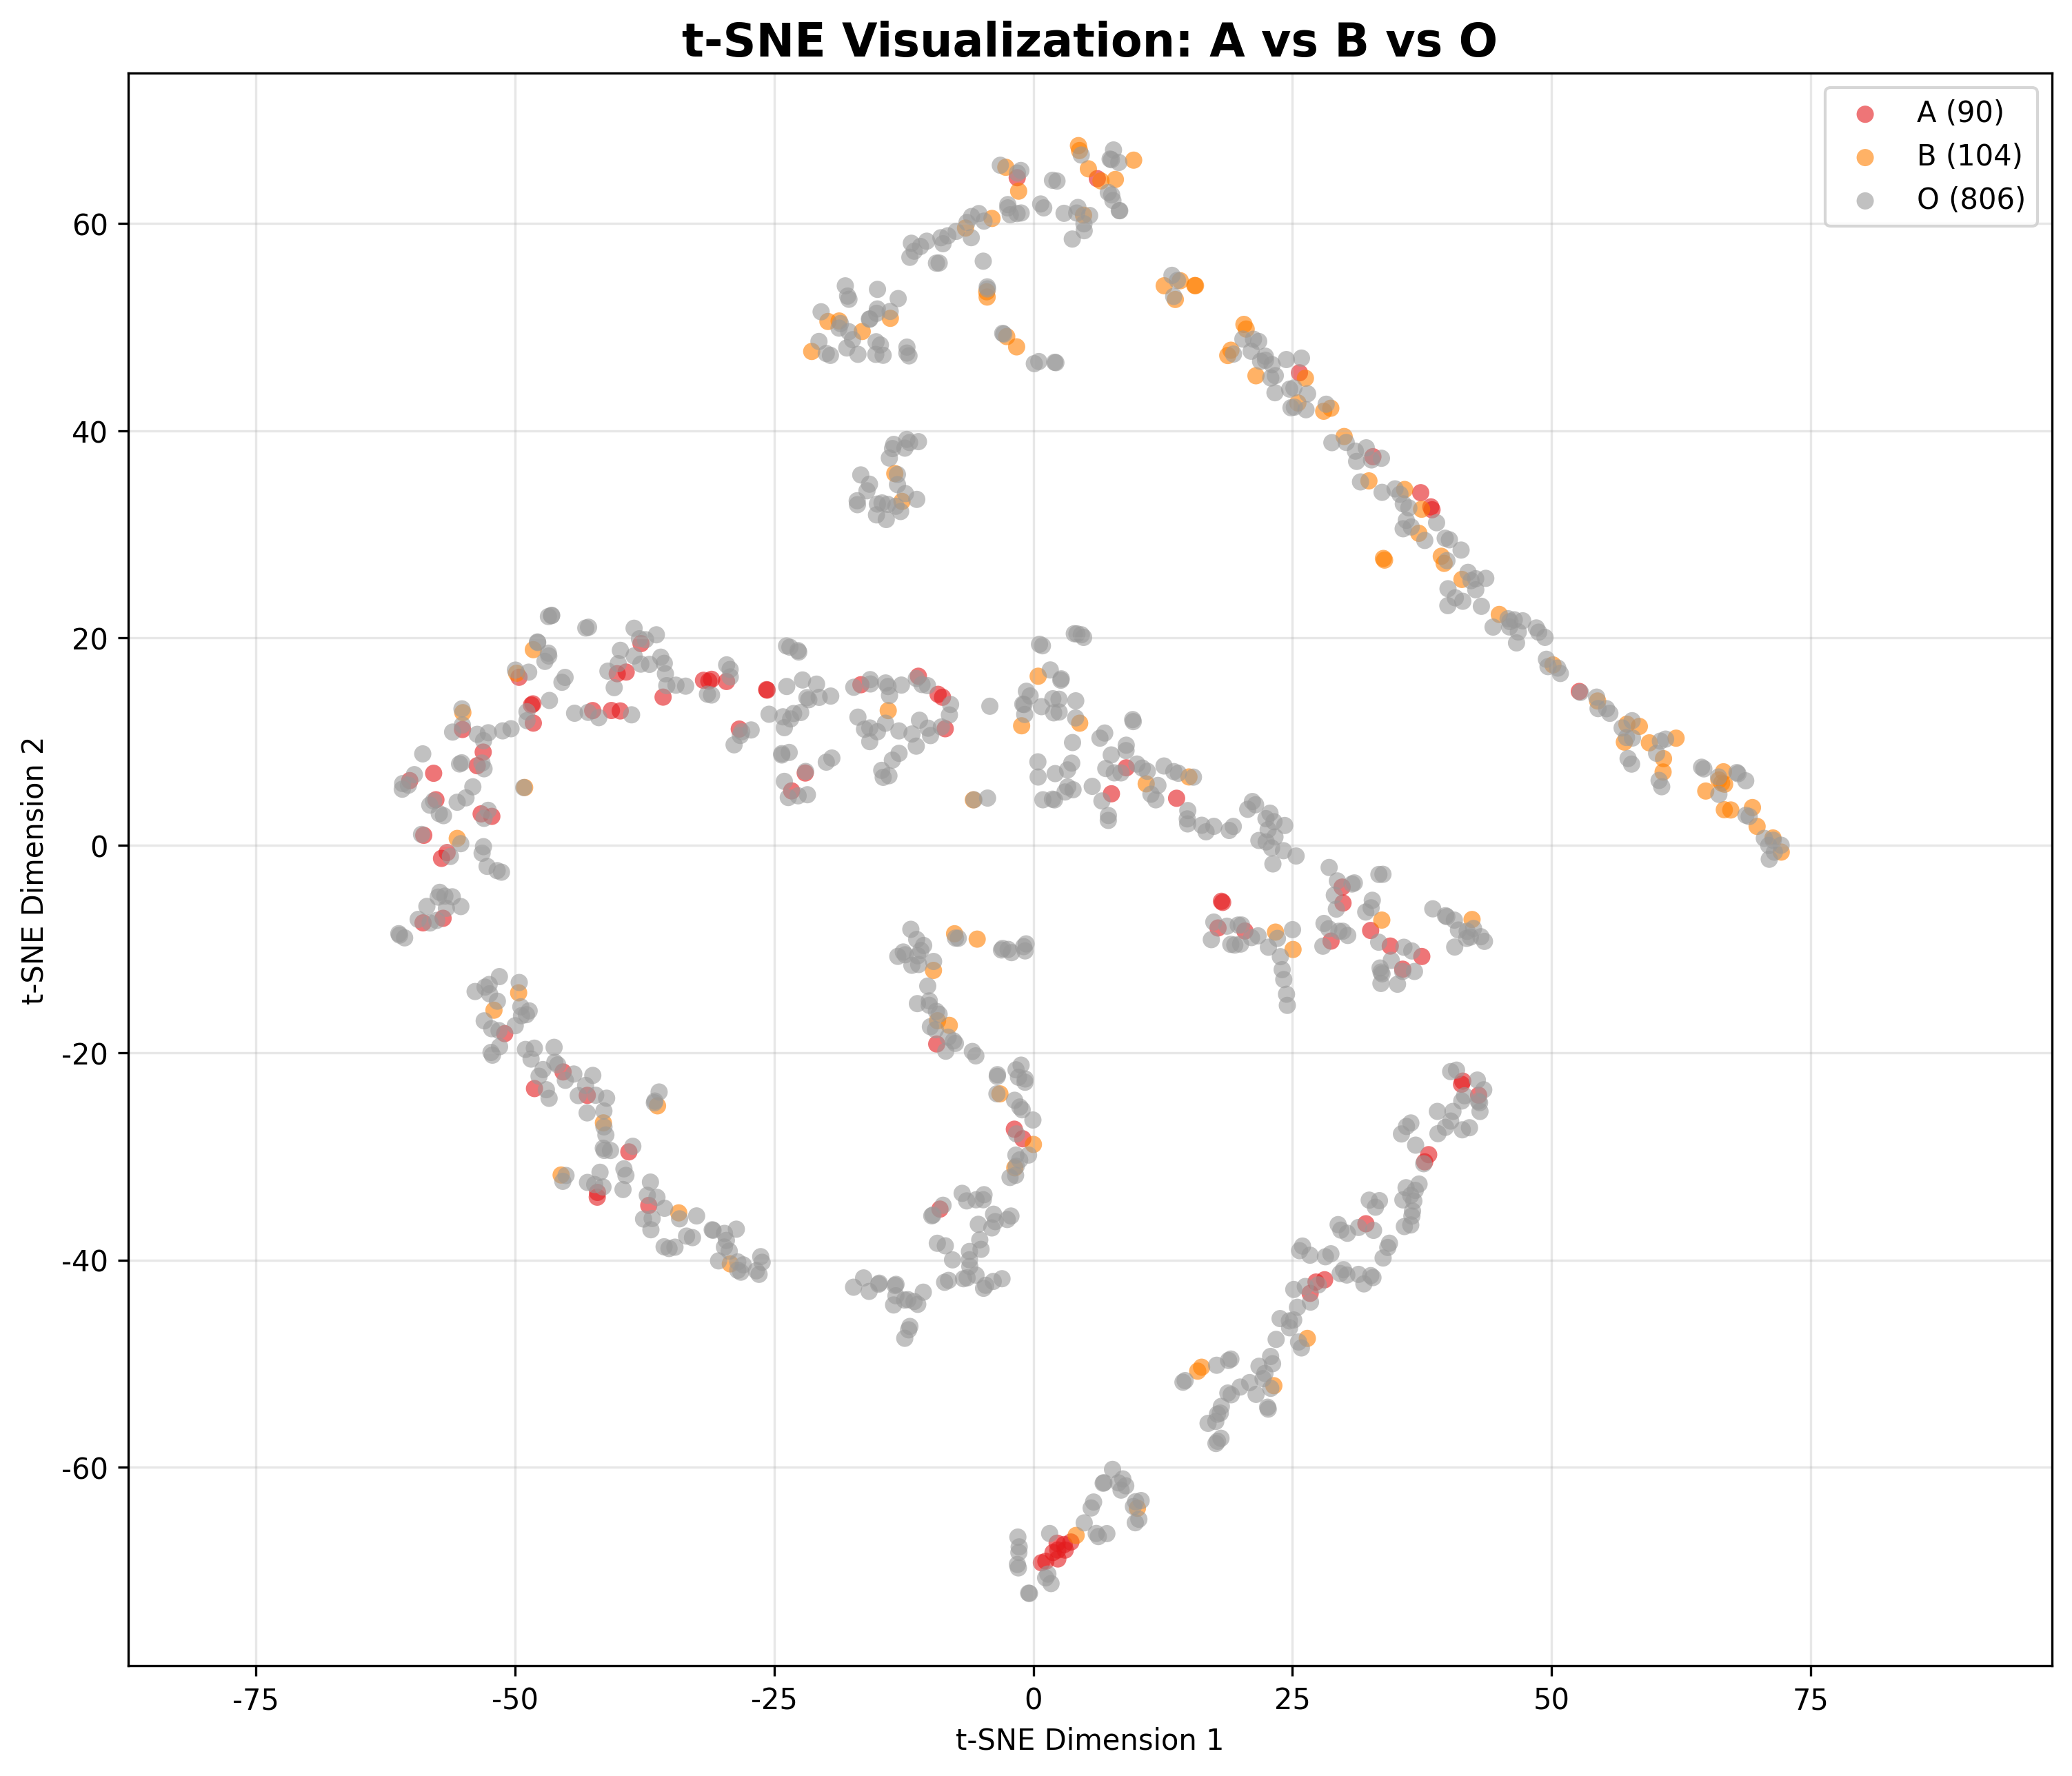 t-SNE Visualization: A vs B vs O
A (90)
B (104)
O (806)
60
40
20
0
-20
-40
-60
t-SNE Dimension 2
-75 -50 -25 0 25 50 75
t-SNE Dimension 1